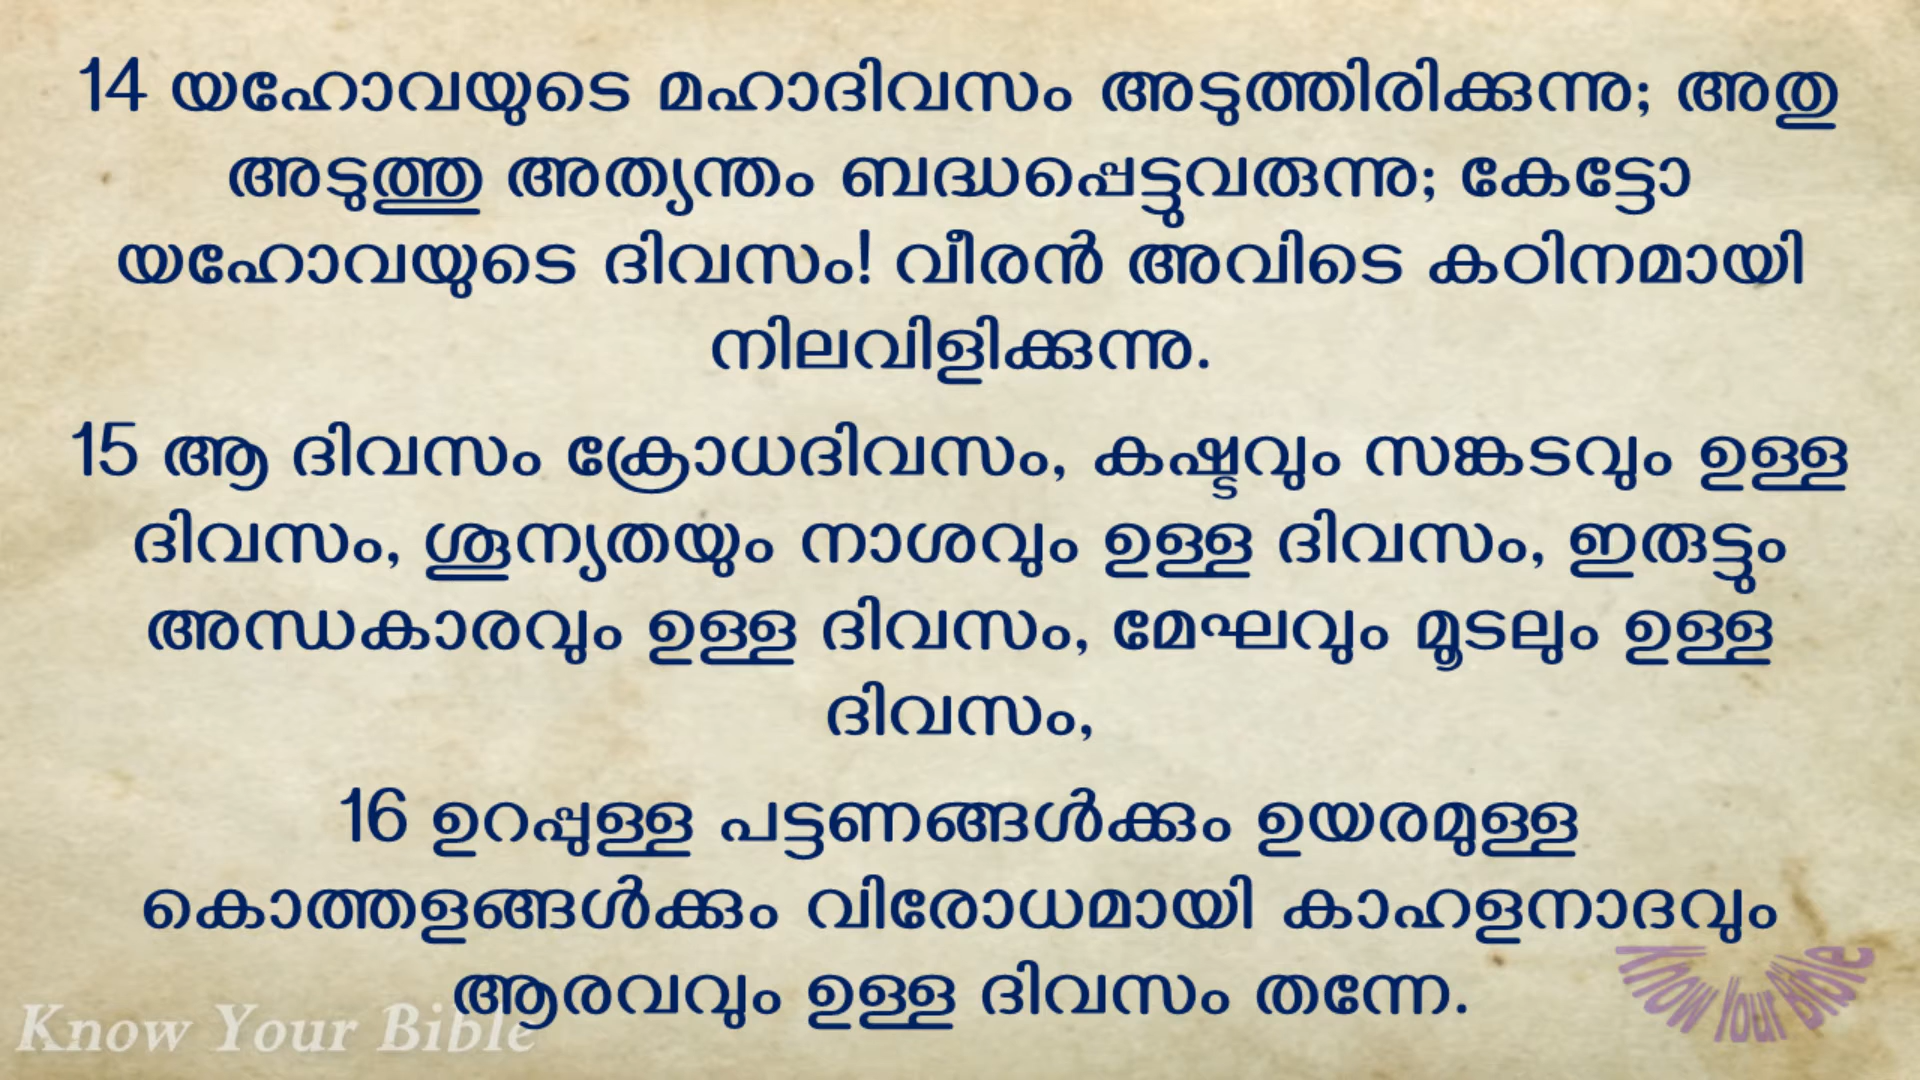 14 യഹോവയുടെ മഹാദിവസം അടുത്തിരിക്കുന്നു; അതു
അടുത്തു അത്യന്തം ബദ്ധപ്പെട്ടുവരുന്നു; കേട്ടോ
യഹോവയുടെ ദിവസം! വീരൻ അവിടെ കഠിനമായി
നിലവിളിക്കുന്നു.
15 ആ ദിവസം ക്രോധദിവസം, കഷ്ടവും സങ്കടവും ഉള്ള
ദിവസം, ശൂന്യതയും നാശവും ഉള്ള ദിവസം, ഇരുട്ടും
അന്ധകാരവും ഉള്ള ദിവസം, മേഘവും മൂടലും ഉള്ള
ദിവസം,
16 ഉറപ്പുള്ള പട്ടണങ്ങൾക്കും ഉയരമുള്ള
കൊത്തളങ്ങൾക്കും വിരോധമായി കാഹളനാദവും
ആരവവും ഉള്ള ദിവസം തന്നേ.
Know Your Bible
Know Your Bible